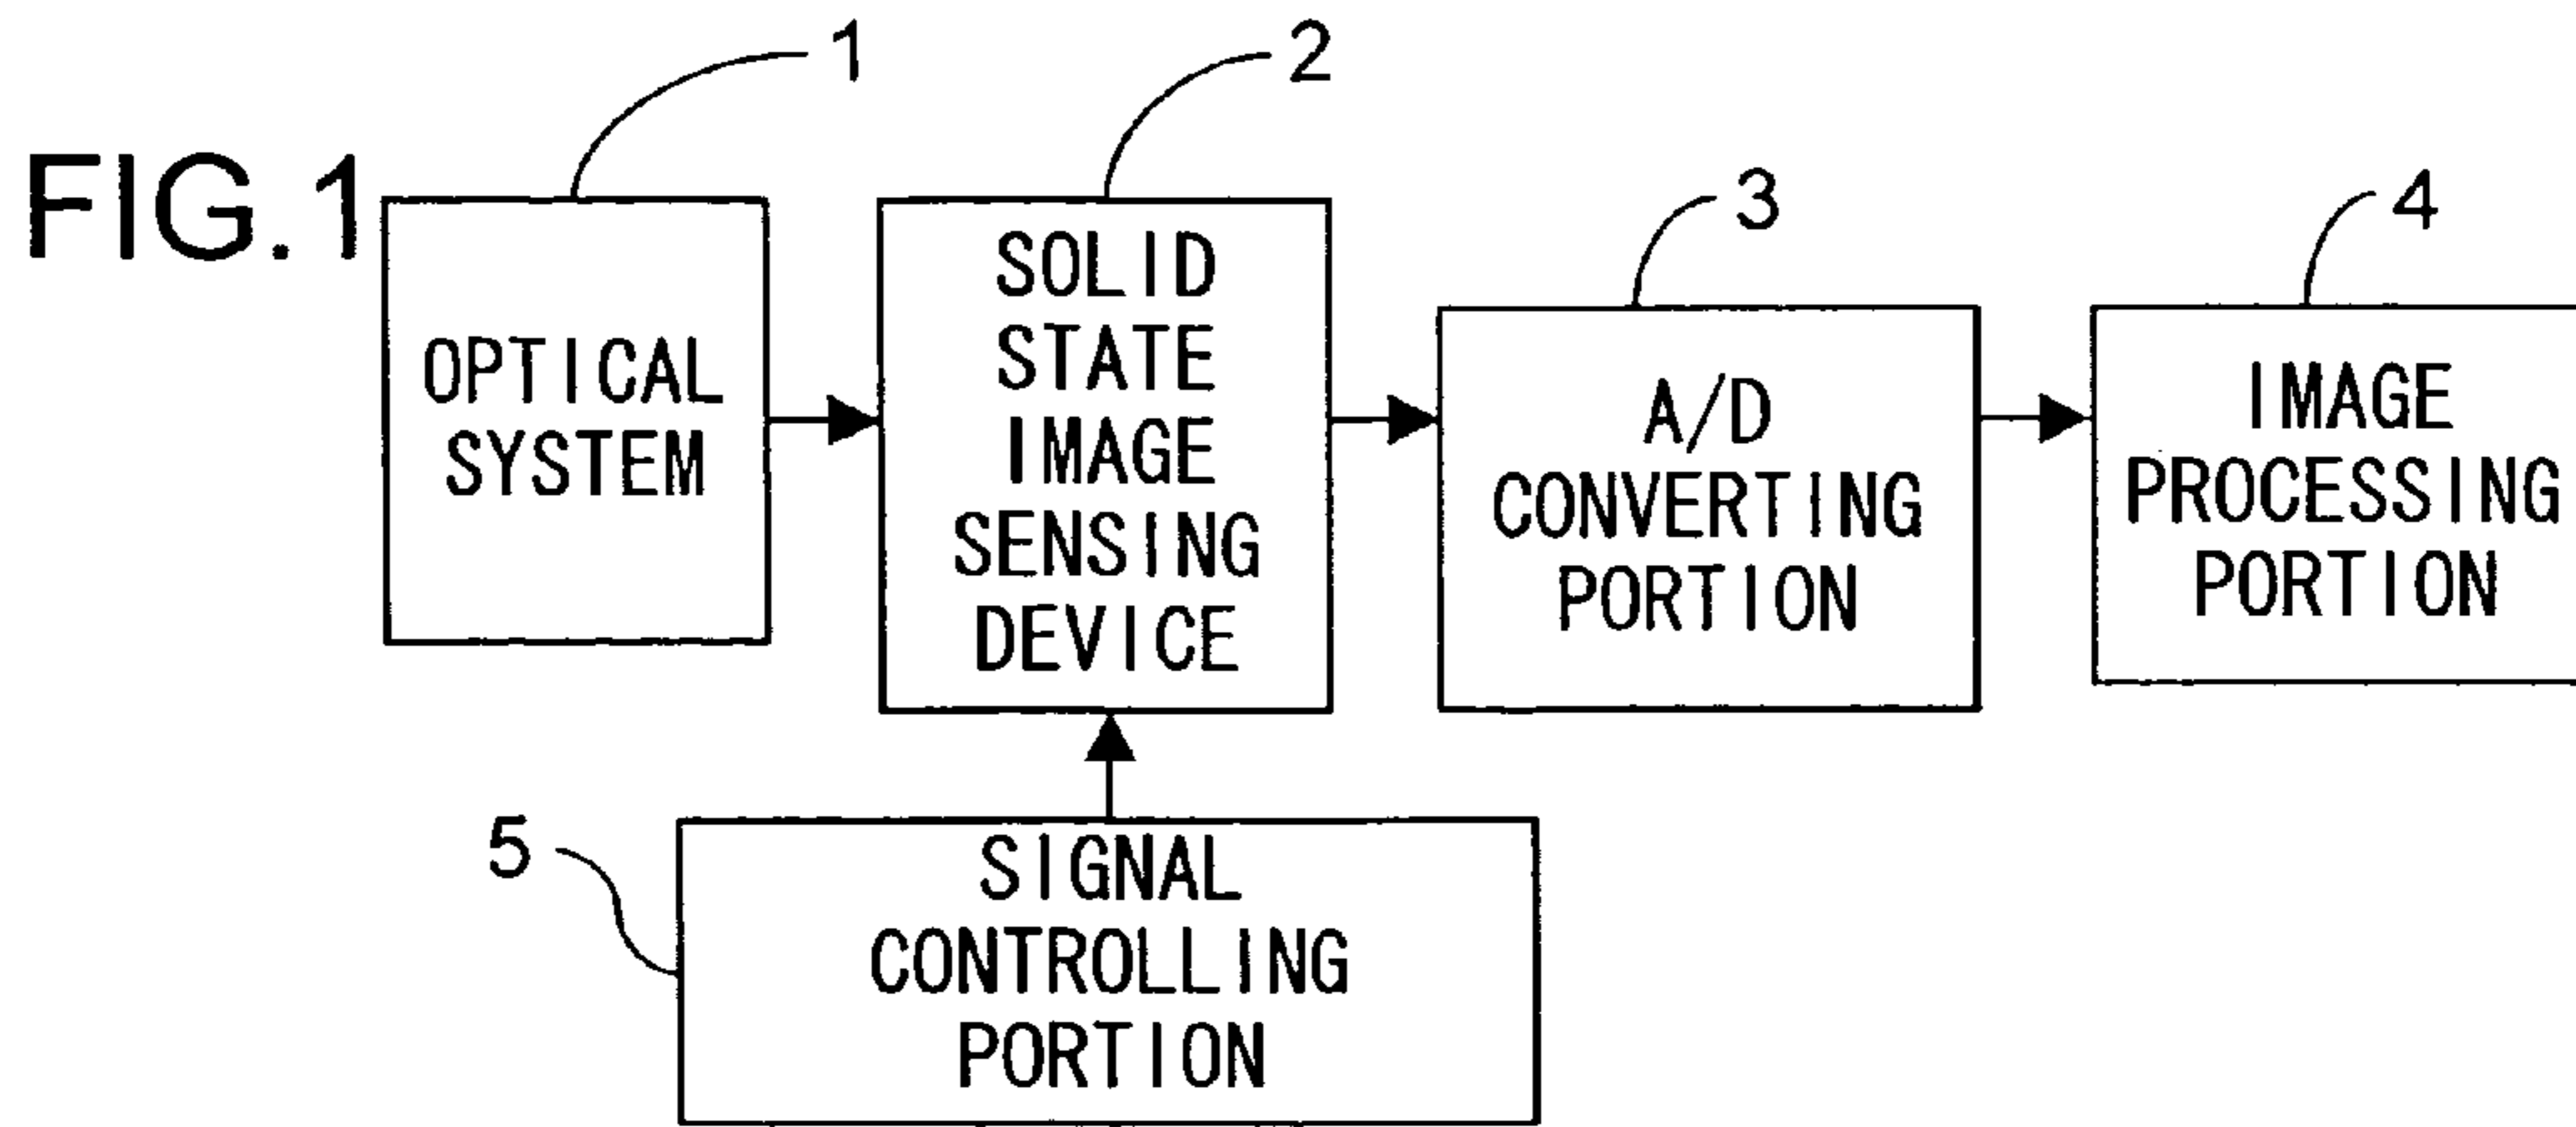 FIG.1
1
2
3
4
OPTICAL
SYSTEM
SOLID
STATE
IMAGE
SENSING
DEVICE
A/D
CONVERTING
PORTION
IMAGE
PROCESSING
PORTION
5
SIGNAL
CONTROLLING
PORTION